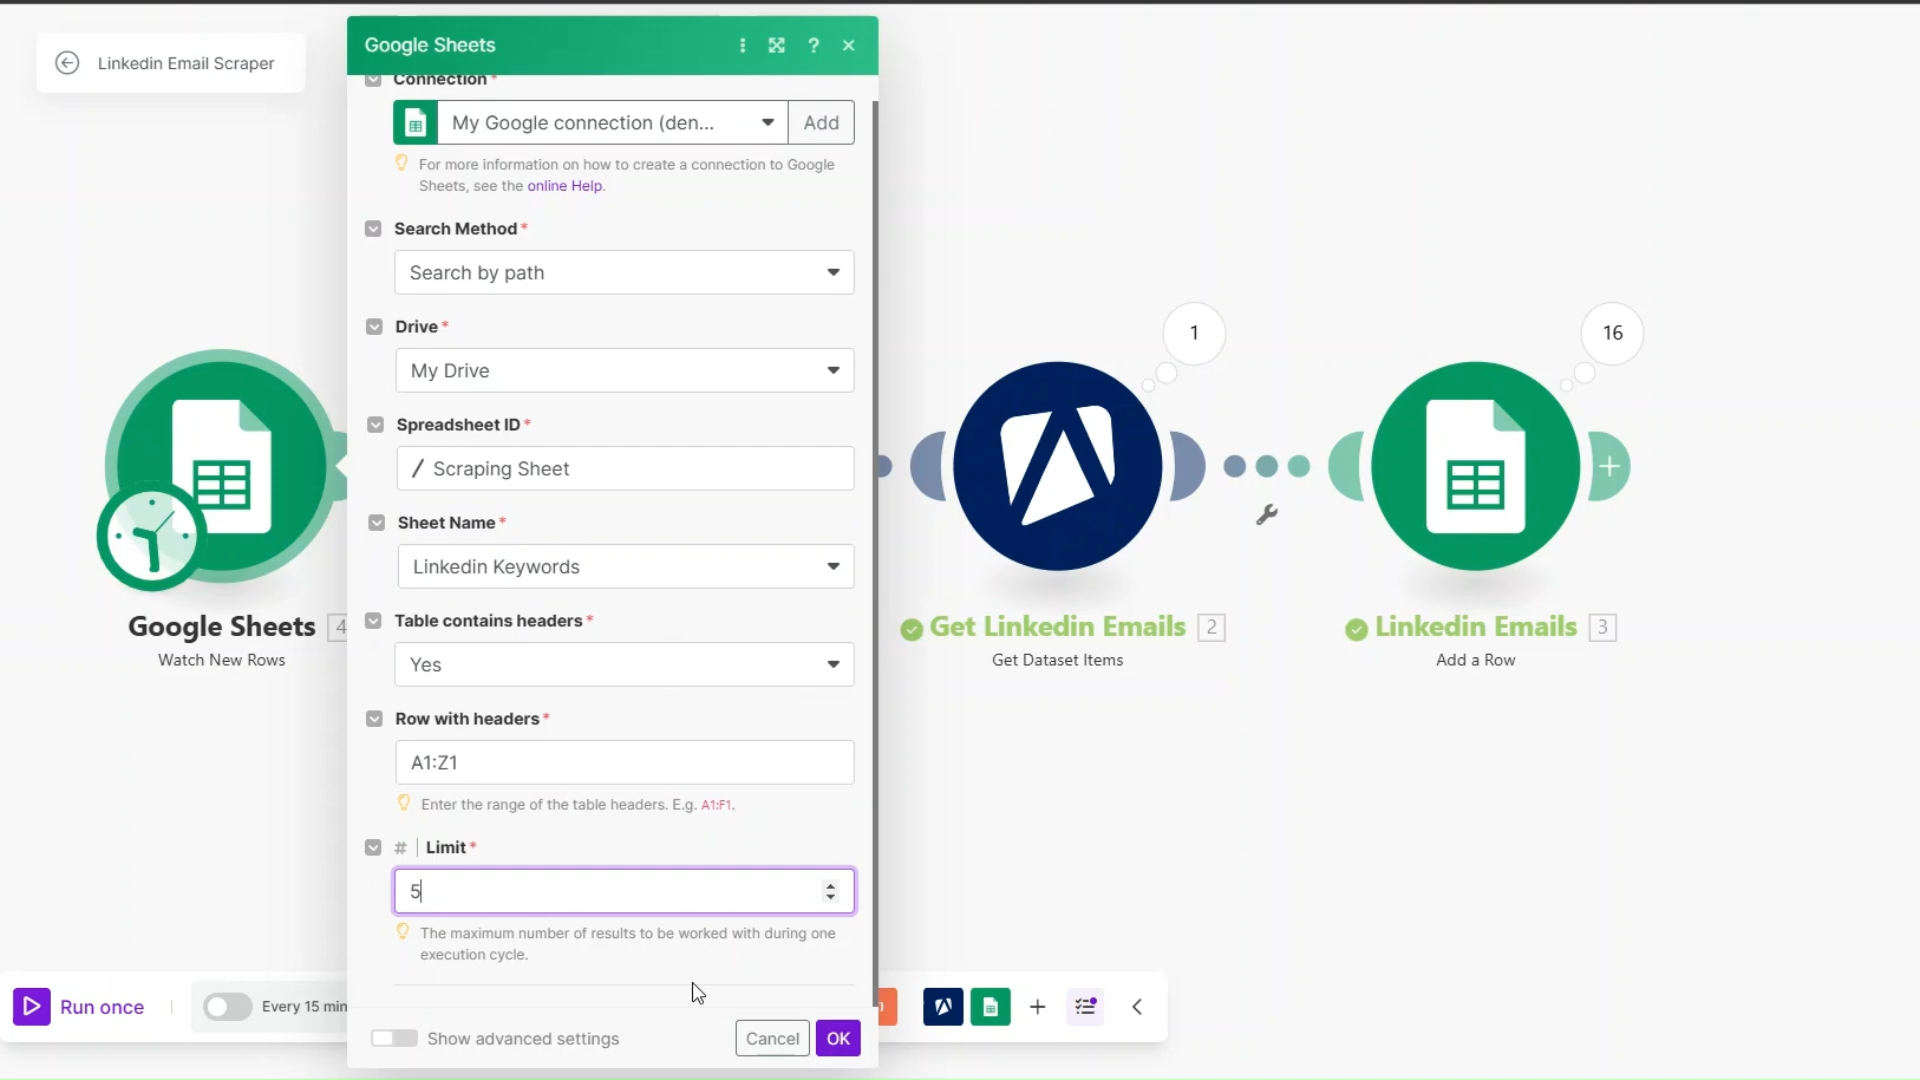 Linkedin Email Scraper
Google Sheets
Connection *
My Google connection (den...
Add
For more information on how to create a connection to Google
Sheets, see the online Help.
Search Method *
Search by path
Drive *
My Drive
Spreadsheet ID *
/ Scraping Sheet
Sheet Name *
Linkedin Keywords
Table contains headers *
Yes
Row with headers *
A1:Z1
Enter the range of the table headers. E.g. A1:F1.
# | Limit *
5
The maximum number of results to be worked with during one
execution cycle.
Show advanced settings
Cancel
OK
Google Sheets 4
Watch New Rows
1
Get Linkedin Emails 2
Get Dataset Items
16
Linkedin Emails 3
Add a Row
Run once
Every 15 min